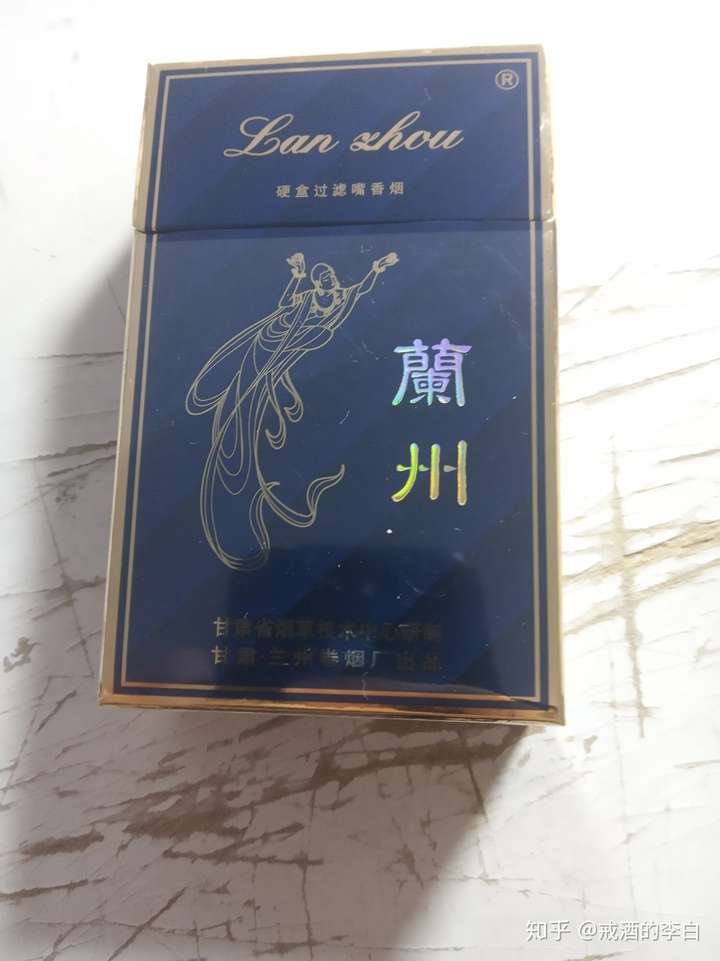 ®
Lan zhou
硬盒过滤嘴香烟
蘭
州
甘肃省烟草技术中心研制
甘肃·兰州卷烟厂出品
知乎 @戒酒的李白